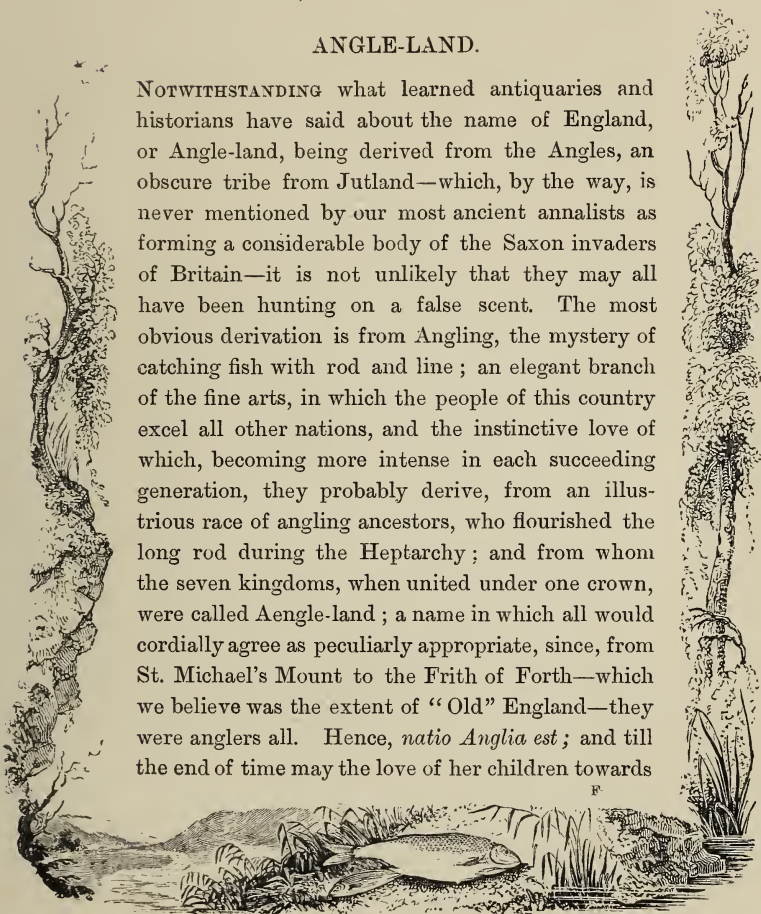 ANGLE-LAND.
NOTWITHSTANDING what learned antiquaries and
historians have said about the name of England,
or Angle-land, being derived from the Angles, an
obscure tribe from Jutland—which, by the way, is
never mentioned by our most ancient annalists as
forming a considerable body of the Saxon invaders
of Britain—it is not unlikely that they may all
have been hunting on a false scent. The most
obvious derivation is from Angling, the mystery of
catching fish with rod and line ; an elegant branch
of the fine arts, in which the people of this country
excel all other nations, and the instinctive love of
which, becoming more intense in each succeeding
generation, they probably derive, from an illus-
trious race of angling ancestors, who flourished the
long rod during the Heptarchy ; and from whom
the seven kingdoms, when united under one crown,
were called Aengle-land ; a name in which all would
cordially agree as peculiarly appropriate, since, from
St. Michael's Mount to the Frith of Forth—which
we believe was the extent of “Old” England—they
were anglers all. Hence, natio Anglia est ; and till
the end of time may the love of her children towards
F